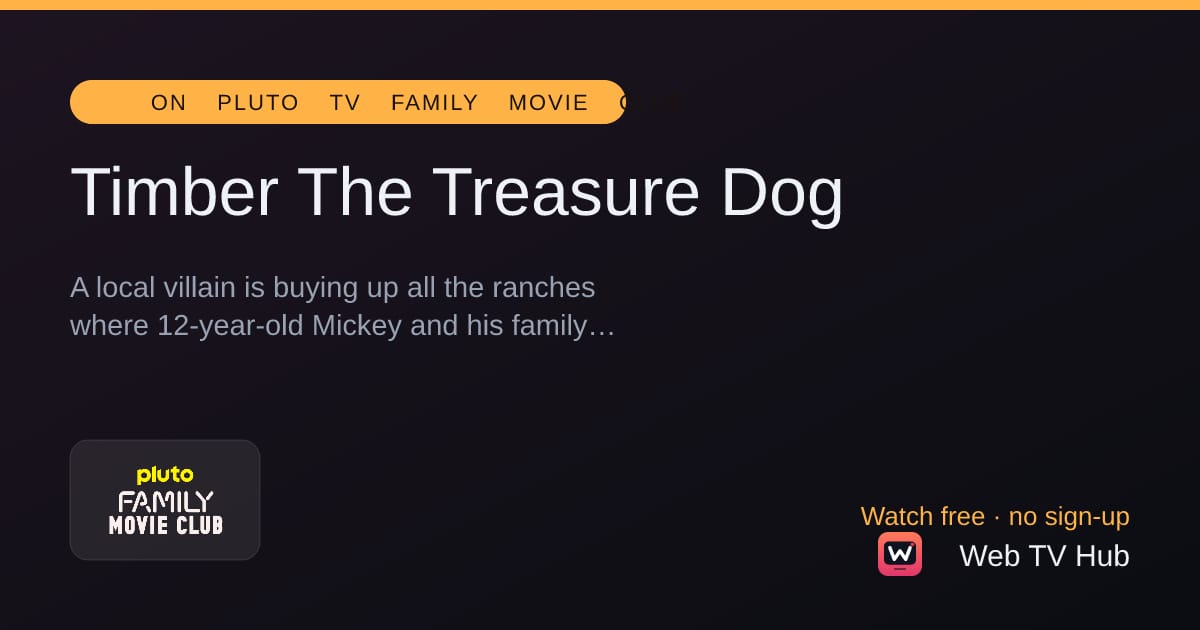 ON PLUTO TV FAMILY MOVIE
Timber The Treasure Dog
A local villain is buying up all the ranches
where 12-year-old Mickey and his family…
pluto
FAMILY
MOVIE CLUB
Watch free · no sign-up
W
Web TV Hub